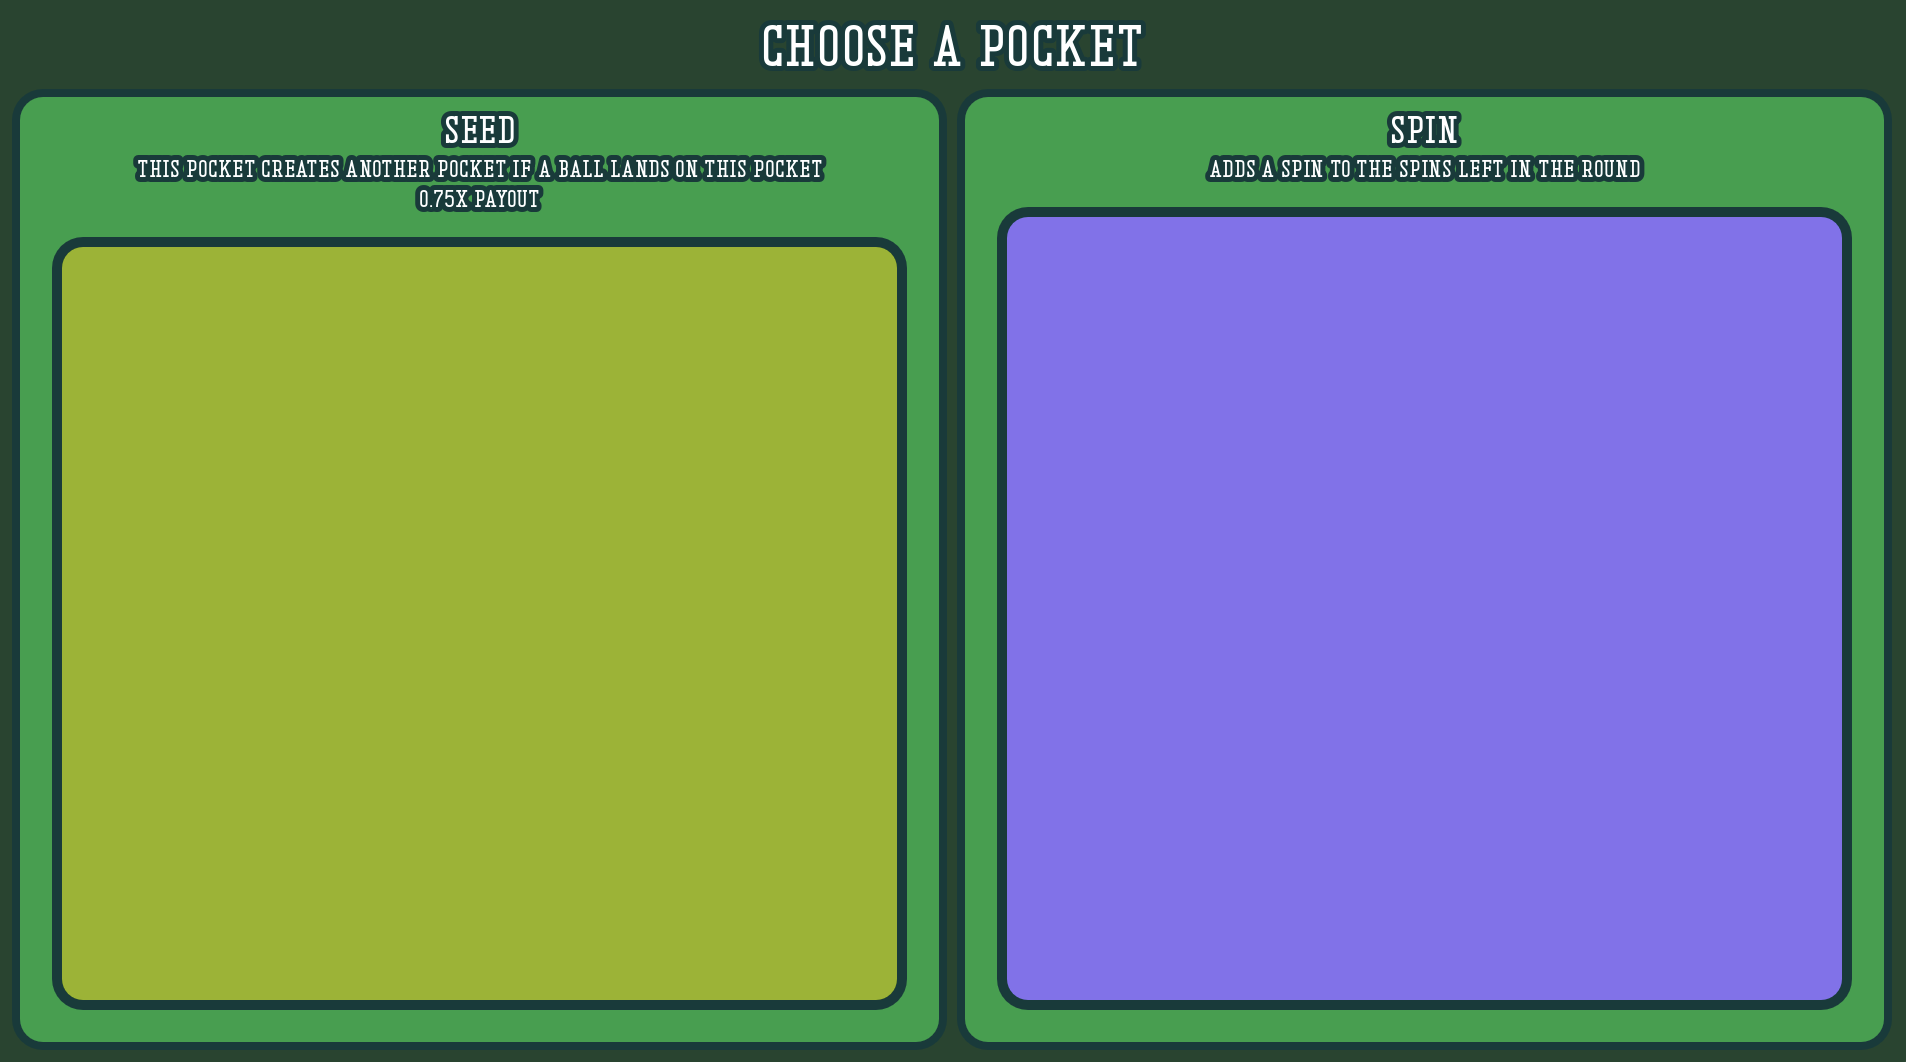 CHOOSE A POCKET
SEED
THIS POCKET CREATES ANOTHER POCKET IF A BALL LANDS ON THIS POCKET
0.75X PAYOUT
SPIN
ADDS A SPIN TO THE SPINS LEFT IN THE ROUND